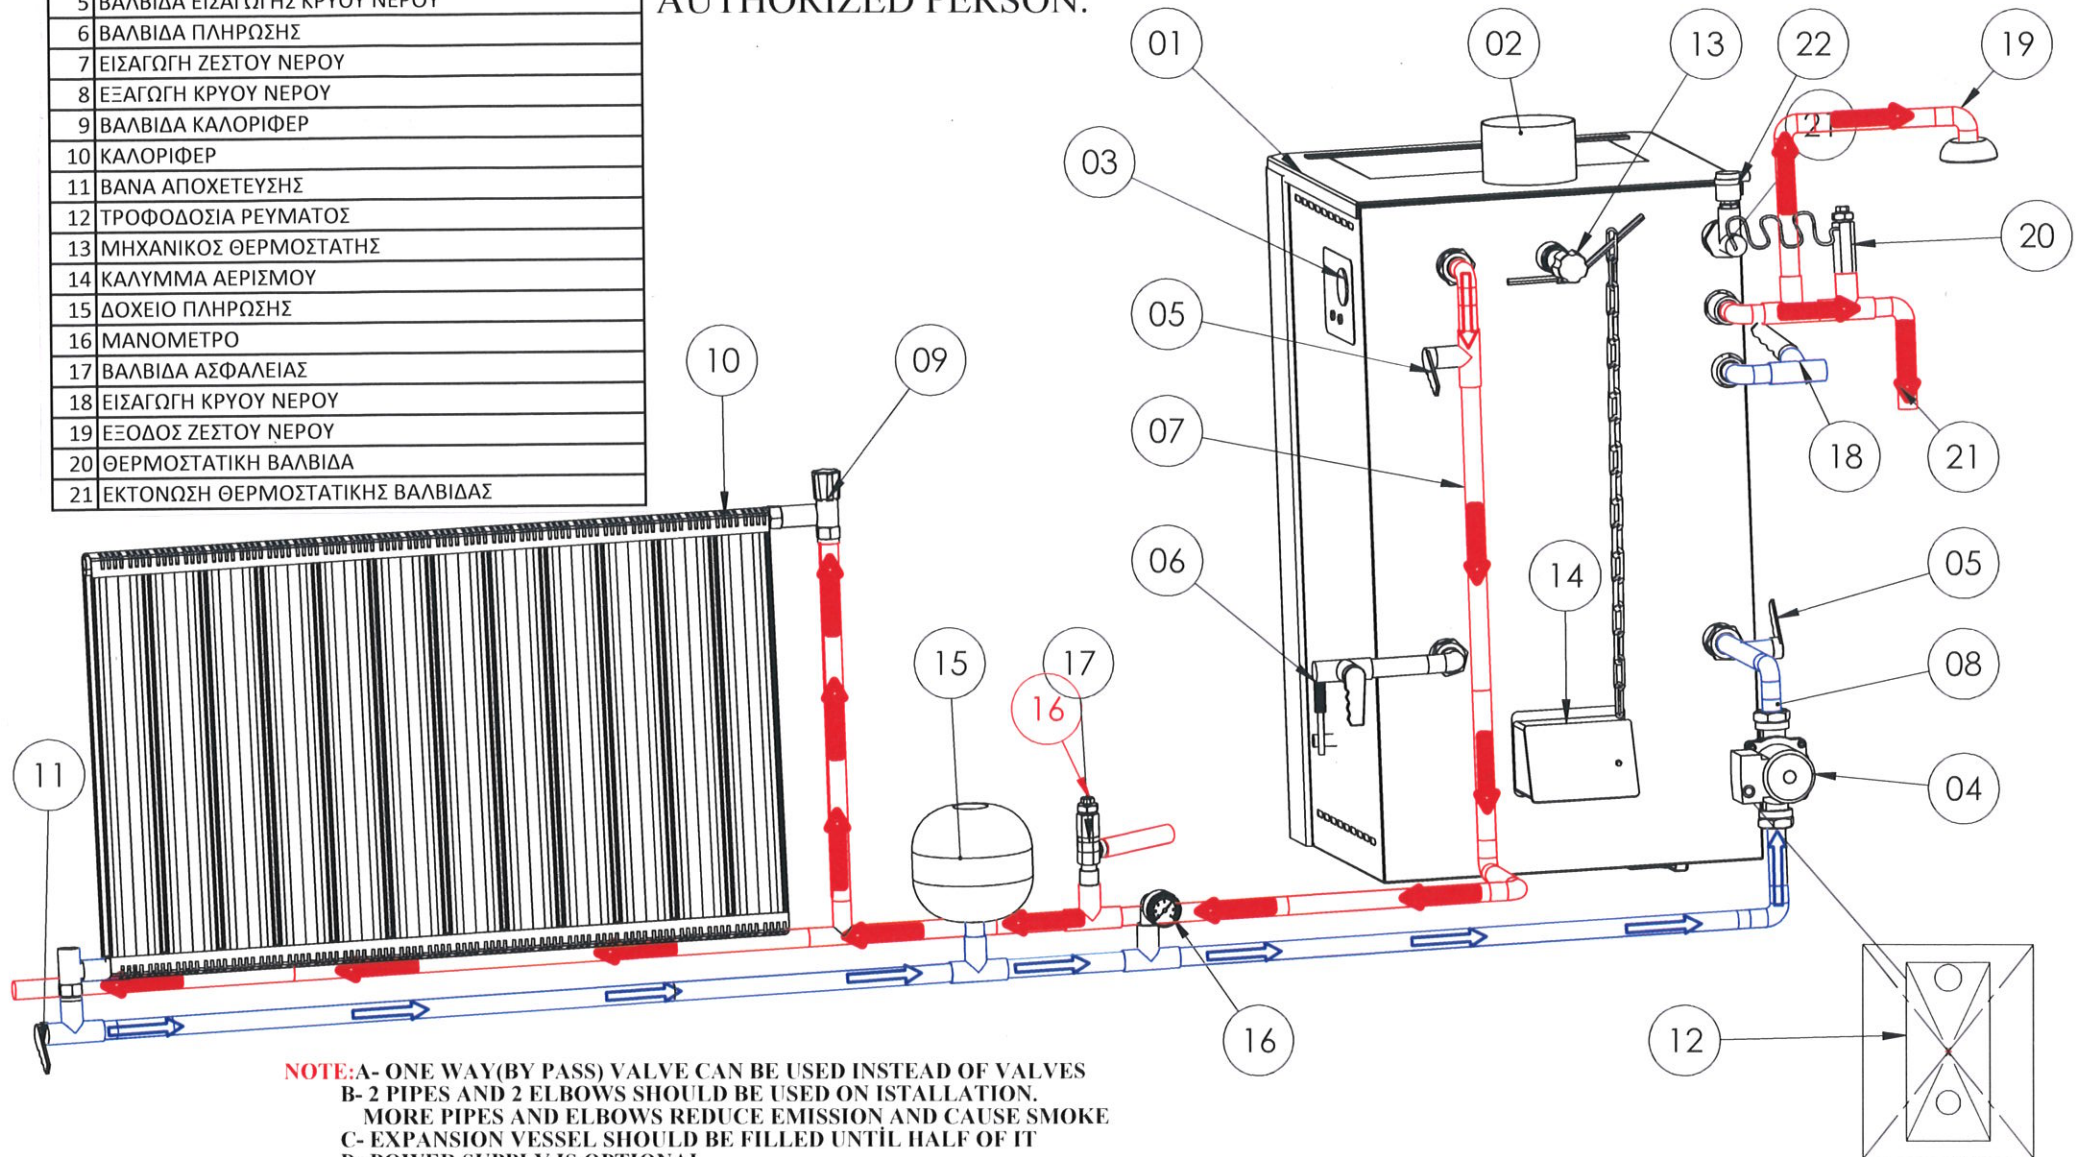 5 ΒΑΛΒΙΔΑ ΕΙΣΑΓΩΓΗΣ ΚΡΥΟΥ ΝΕΡΟΥ
6 ΒΑΛΒΙΔΑ ΠΛΗΡΩΣΗΣ
7 ΕΙΣΑΓΩΓΗ ΖΕΣΤΟΥ ΝΕΡΟΥ
8 ΕΞΑΓΩΓΗ ΚΡΥΟΥ ΝΕΡΟΥ
9 ΒΑΛΒΙΔΑ ΚΑΛΟΡΙΦΕΡ
10 ΚΑΛΟΡΙΦΕΡ
11 ΒΑΝΑ ΑΠΟΧΕΤΕΥΣΗΣ
12 ΤΡΟΦΟΔΟΣΙΑ ΡΕΥΜΑΤΟΣ
13 ΜΗΧΑΝΙΚΟΣ ΘΕΡΜΟΣΤΑΤΗΣ
14 ΚΑΛΥΜΜΑ ΑΕΡΙΣΜΟΥ
15 ΔΟΧΕΙΟ ΠΛΗΡΩΣΗΣ
16 ΜΑΝΟΜΕΤΡΟ
17 ΒΑΛΒΙΔΑ ΑΣΦΑΛΕΙΑΣ
18 ΕΙΣΑΓΩΓΗ ΚΡΥΟΥ ΝΕΡΟΥ
19 ΕΞΟΔΟΣ ΖΕΣΤΟΥ ΝΕΡΟΥ
20 ΘΕΡΜΟΣΤΑΤΙΚΗ ΒΑΛΒΙΔΑ
21 ΕΚΤΟΝΩΣΗ ΘΕΡΜΟΣΤΑΤΙΚΗΣ ΒΑΛΒΙΔΑΣ
AUTHORIZED PERSON.
01
02
13
22
19
21
03
20
05
10
09
07
18
21
06
14
05
15
17
08
16
11
04
16
12
NOTE:A- ONE WAY(BY PASS) VALVE CAN BE USED INSTEAD OF VALVES
B- 2 PIPES AND 2 ELBOWS SHOULD BE USED ON ISTALLATION.
MORE PIPES AND ELBOWS REDUCE EMISSION AND CAUSE SMOKE
C- EXPANSION VESSEL SHOULD BE FILLED UNTİL HALF OF IT
D- POWER SUPPLY IS OPTIONAL